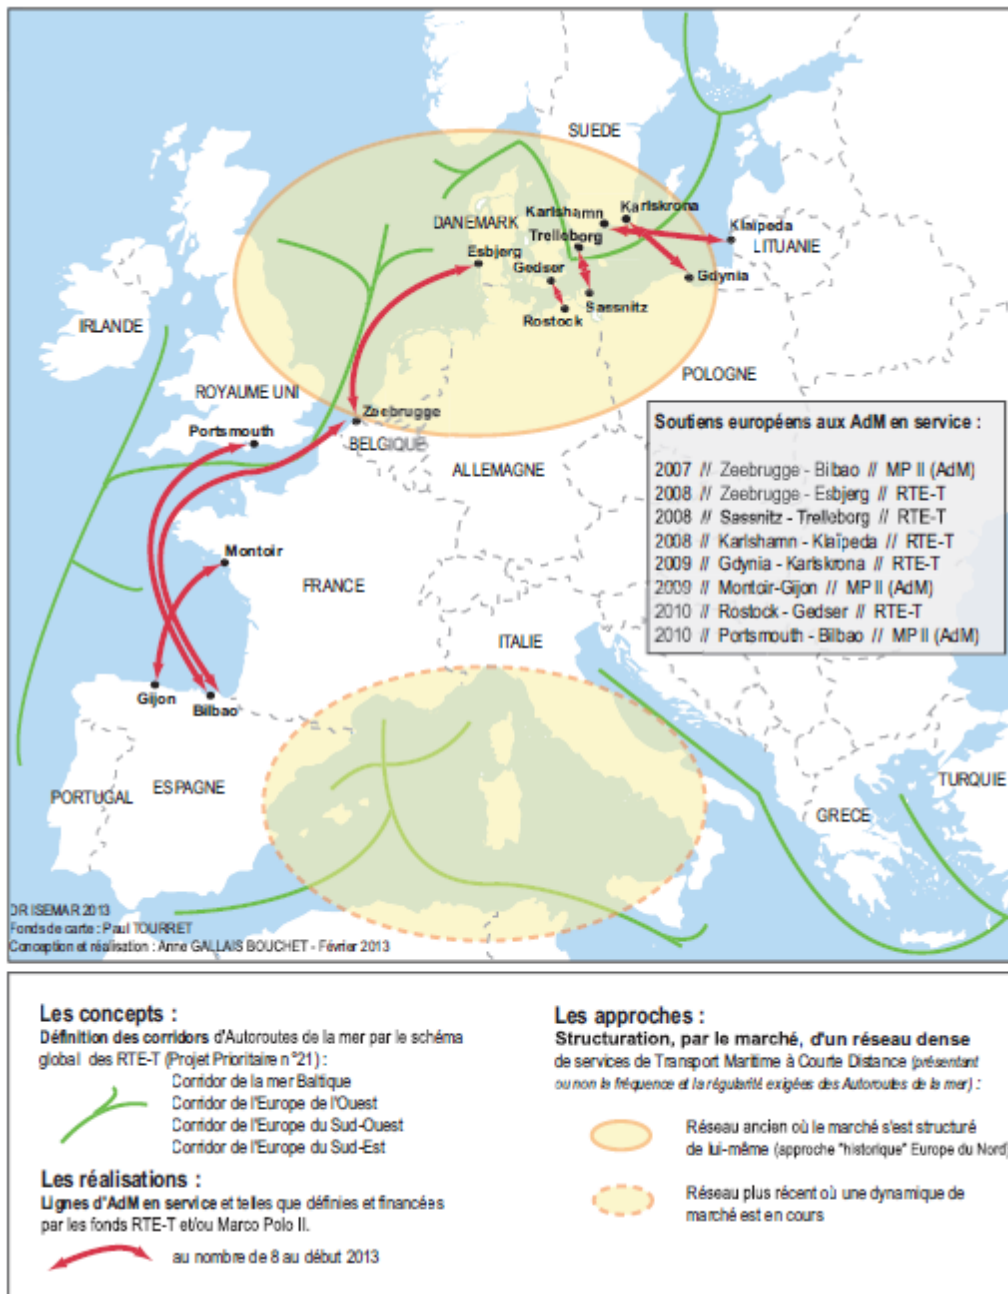 SUEDE
DANEMARK
Karlshamn
Karlskrona
Trelleborg
Klaïpeda
LITUANIE
Esbjerg
Gedser
Gdynia
Sassnitz
Rostock
IRLANDE
POLOGNE
ROYAUME UNI
Zeebrugge
Portsmouth
BELGIQUE
ALLEMAGNE
Soutiens européens aux AdM en service :
2007 // Zeebrugge - Bilbao // MP II (AdM)
2008 // Zeebrugge - Esbjerg // RTE-T
2008 // Sassnitz - Trelleborg // RTE-T
2008 // Karlshamn - Klaïpeda // RTE-T
2009 // Gdynia - Karlskrona // RTE-T
2009 // Montoir-Gijon // MP II (AdM)
2010 // Rostock - Gedser // RTE-T
2010 // Portsmouth - Bilbao // MP II (AdM)
Montoir
FRANCE
ITALIE
Gijon
Bilbao
PORTUGAL
ESPAGNE
TURQUIE
GRECE
DR ISEMAR 2013
Fonds de carte : Paul TOURRET
Conception et réalisation : Anne GALLAIS BOUCHET - Février 2013
Les concepts :
Définition des corridors d'Autoroutes de la mer par le schéma
global des RTE-T (Projet Prioritaire n°21) :
Corridor de la mer Baltique
Corridor de l'Europe de l'Ouest
Corridor de l'Europe du Sud-Ouest
Corridor de l'Europe du Sud-Est
Les réalisations :
Lignes d'AdM en service et telles que définies et financées
par les fonds RTE-T et/ou Marco Polo II.
au nombre de 8 au début 2013
Les approches :
Structuration, par le marché, d'un réseau dense
de services de Transport Maritime à Courte Distance (présentant
ou non la fréquence et la régularité exigées des Autoroutes de la mer) :
Réseau ancien où le marché s'est structuré
de lui-même (approche "historique" Europe du Nord)
Réseau plus récent où une dynamique de
marché est en cours